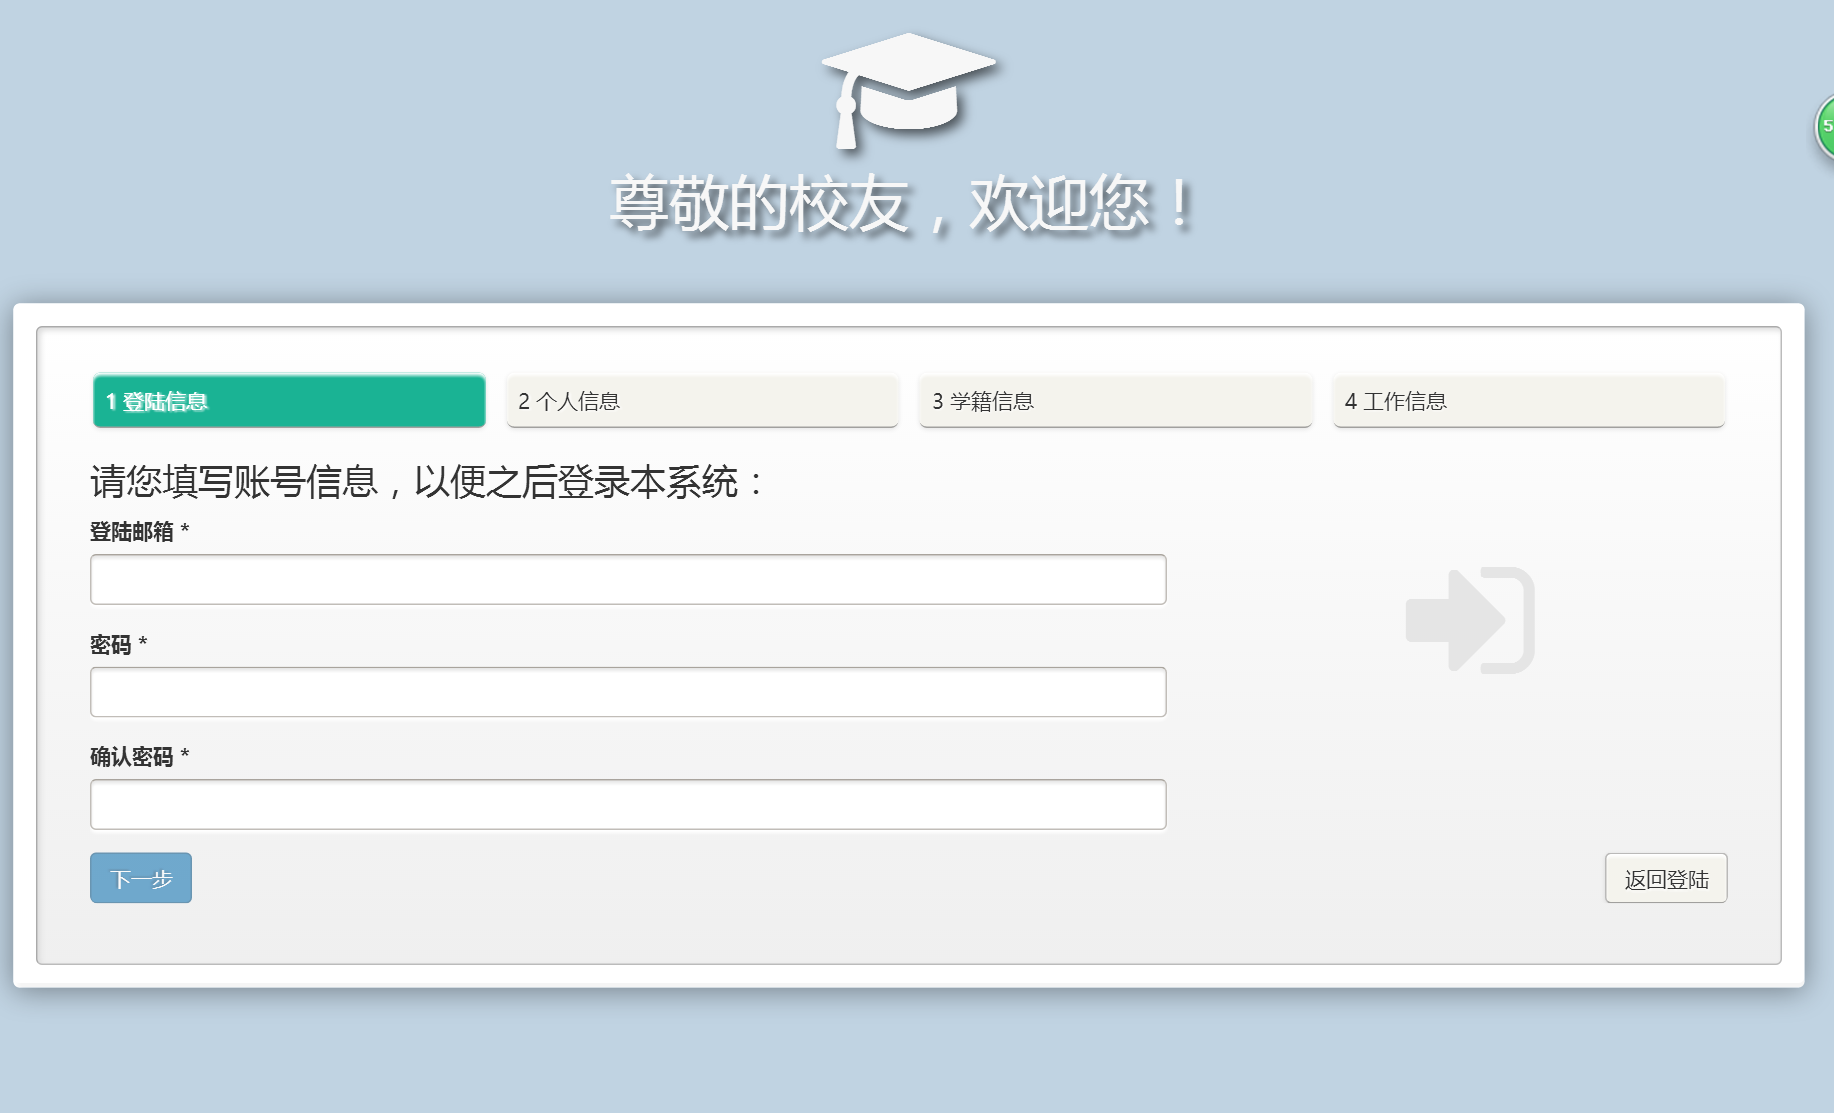 尊敬的校友，欢迎您！
5
1 登陆信息
2 个人信息
3 学籍信息
4 工作信息
请您填写账号信息，以便之后登录本系统：
登陆邮箱 *
密码 *
确认密码 *
下一步
返回登陆